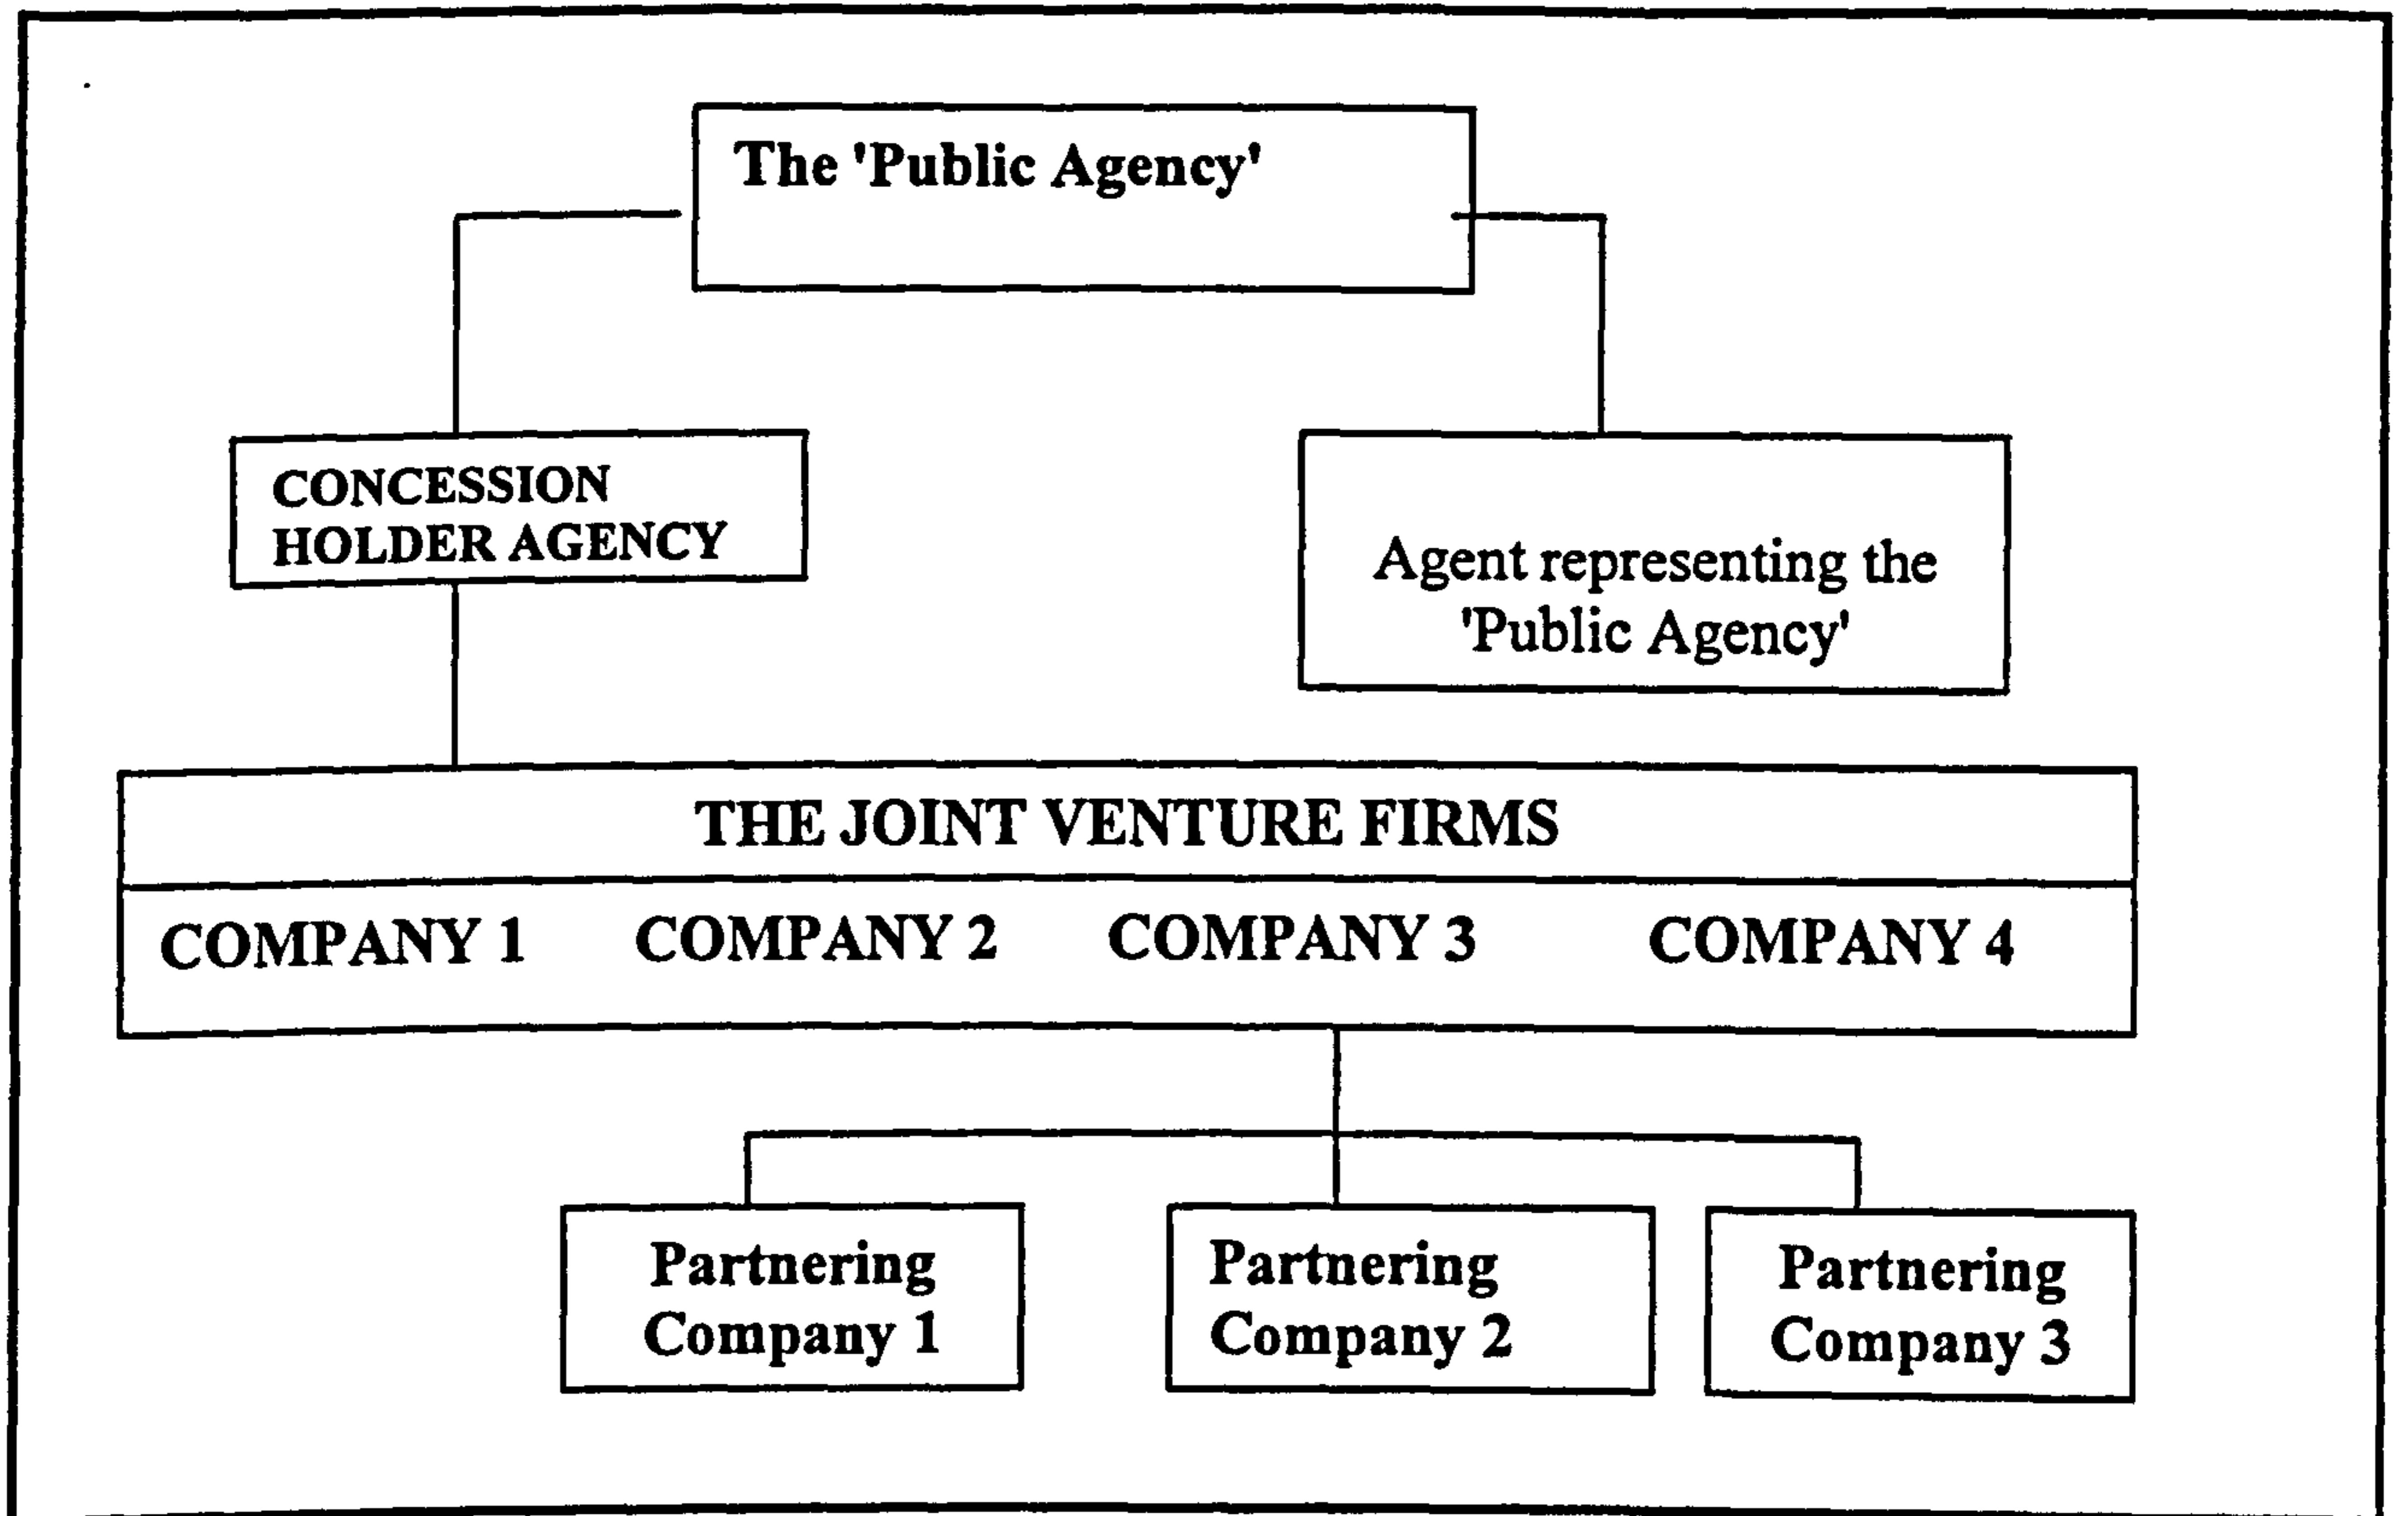 The 'Public Agency'
CONCESSION
HOLDER AGENCY
Agent representing the
'Public Agency'
THE JOINT VENTURE FIRMS
COMPANY 1 COMPANY 2 COMPANY 3 COMPANY 4
Partnering
Company 1
Partnering
Company 2
Partnering
Company 3